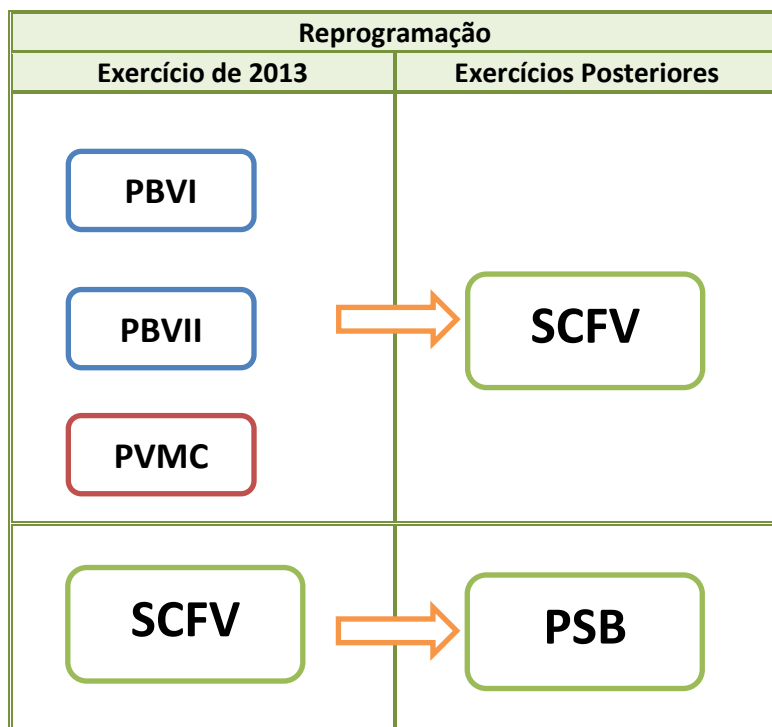 Reprogramação
Exercício de 2013
Exercícios Posteriores
PBVI
PBVII
PVMC
SCFV
SCFV
PSB